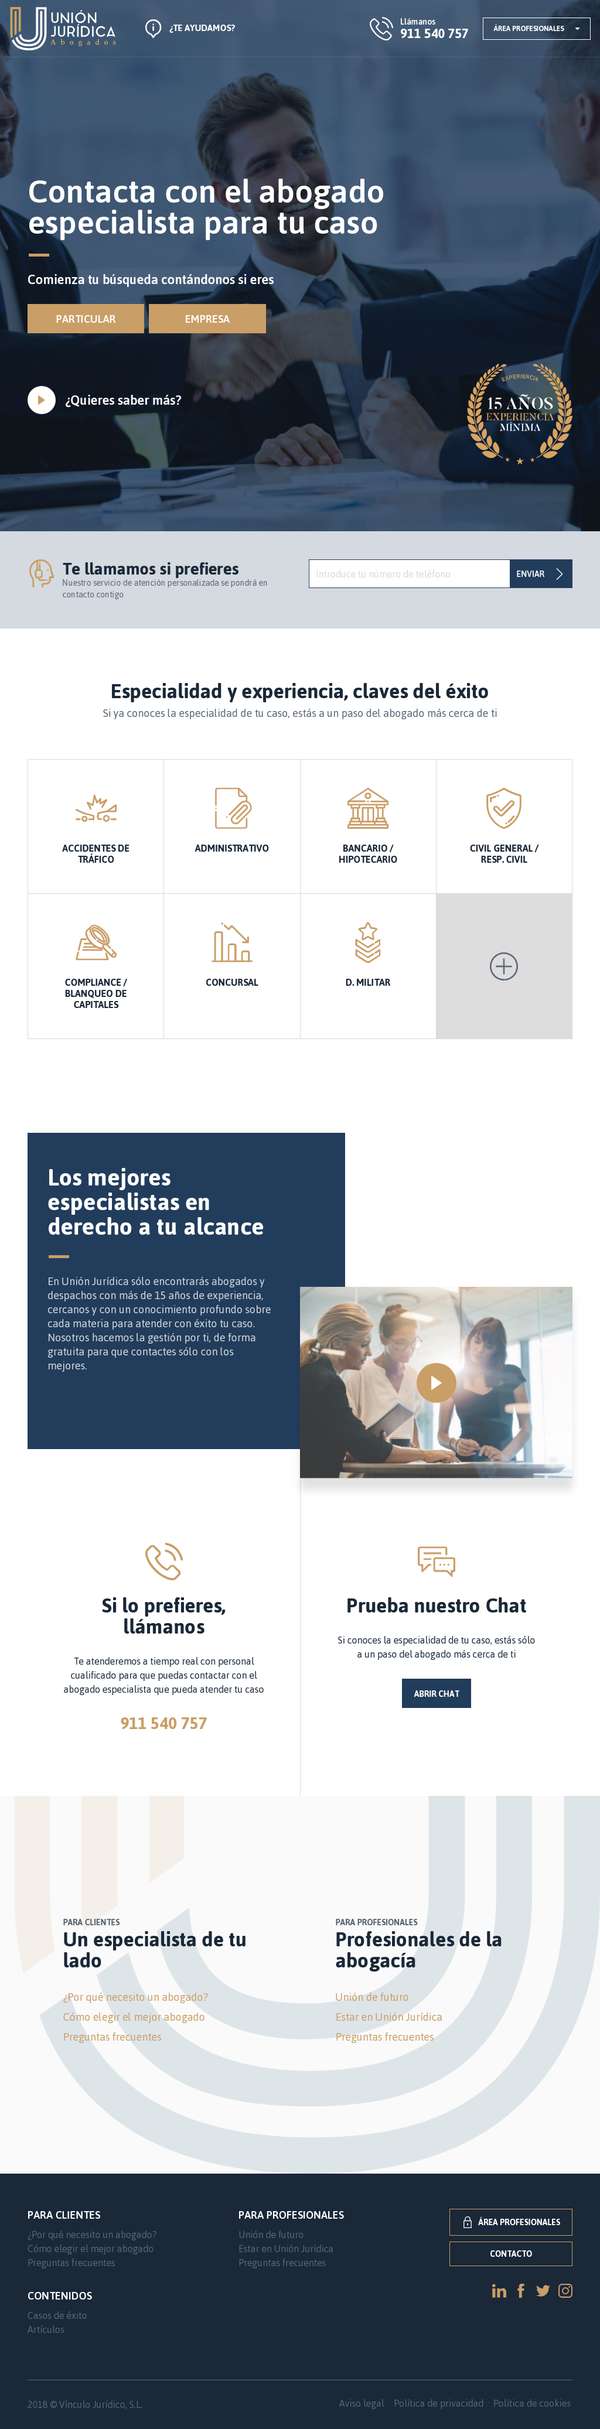 UNIÓN
JURÍDICA
Abogados
¿TE AYUDAMOS?
Llámanos
911 540 757
ÁREA PROFESIONALES
Contacta con el abogado
especialista para tu caso
Comienza tu búsqueda contándonos si eres
PARTICULAR
EMPRESA
¿Quieres saber más?
EXPERIENCIA
15 AÑOS
EXPERIENCIA
MÍNIMA
Te llamamos si prefieres
Nuestro servicio de atención personalizada se pondrá en
contacto contigo
Introduce tu número de teléfono
ENVIAR
Especialidad y experiencia, claves del éxito
Si ya conoces la especialidad de tu caso, estás a un paso del abogado más cerca de ti
ACCIDENTES DE
TRÁFICO
ADMINISTRATIVO
BANCARIO /
HIPOTECARIO
CIVIL GENERAL /
RESP. CIVIL
COMPLIANCE /
BLANQUEO DE
CAPITALES
CONCURSAL
D. MILITAR
Los mejores
especialistas en
derecho a tu alcance
En Unión Jurídica sólo encontrarás abogados y
despachos con más de 15 años de experiencia,
cercanos y con un conocimiento profundo sobre
cada materia para atender con éxito tu caso.
Nosotros hacemos la gestión por ti, de forma
gratuita para que contactes sólo con los
mejores.
Si lo prefieres,
llámanos
Te atenderemos a tiempo real con personal
cualificado para que puedas contactar con el
abogado especialista que pueda atender tu caso
911 540 757
Prueba nuestro Chat
Si conoces la especialidad de tu caso, estás sólo
a un paso del abogado más cerca de ti
ABRIR CHAT
PARA CLIENTES
Un especialista de tu
lado
¿Por qué necesito un abogado?
Cómo elegir el mejor abogado
Preguntas frecuentes
PARA PROFESIONALES
Profesionales de la
abogacía
Unión de futuro
Estar en Unión Jurídica
Preguntas frecuentes
PARA CLIENTES
¿Por qué necesito un abogado?
Cómo elegir el mejor abogado
Preguntas frecuentes
CONTENIDOS
Casos de éxito
Artículos
PARA PROFESIONALES
Unión de futuro
Estar en Unión Jurídica
Preguntas frecuentes
ÁREA PROFESIONALES
CONTACTO
2018 © Vínculo Jurídico, S.L.
Aviso legal
Política de privacidad
Política de cookies